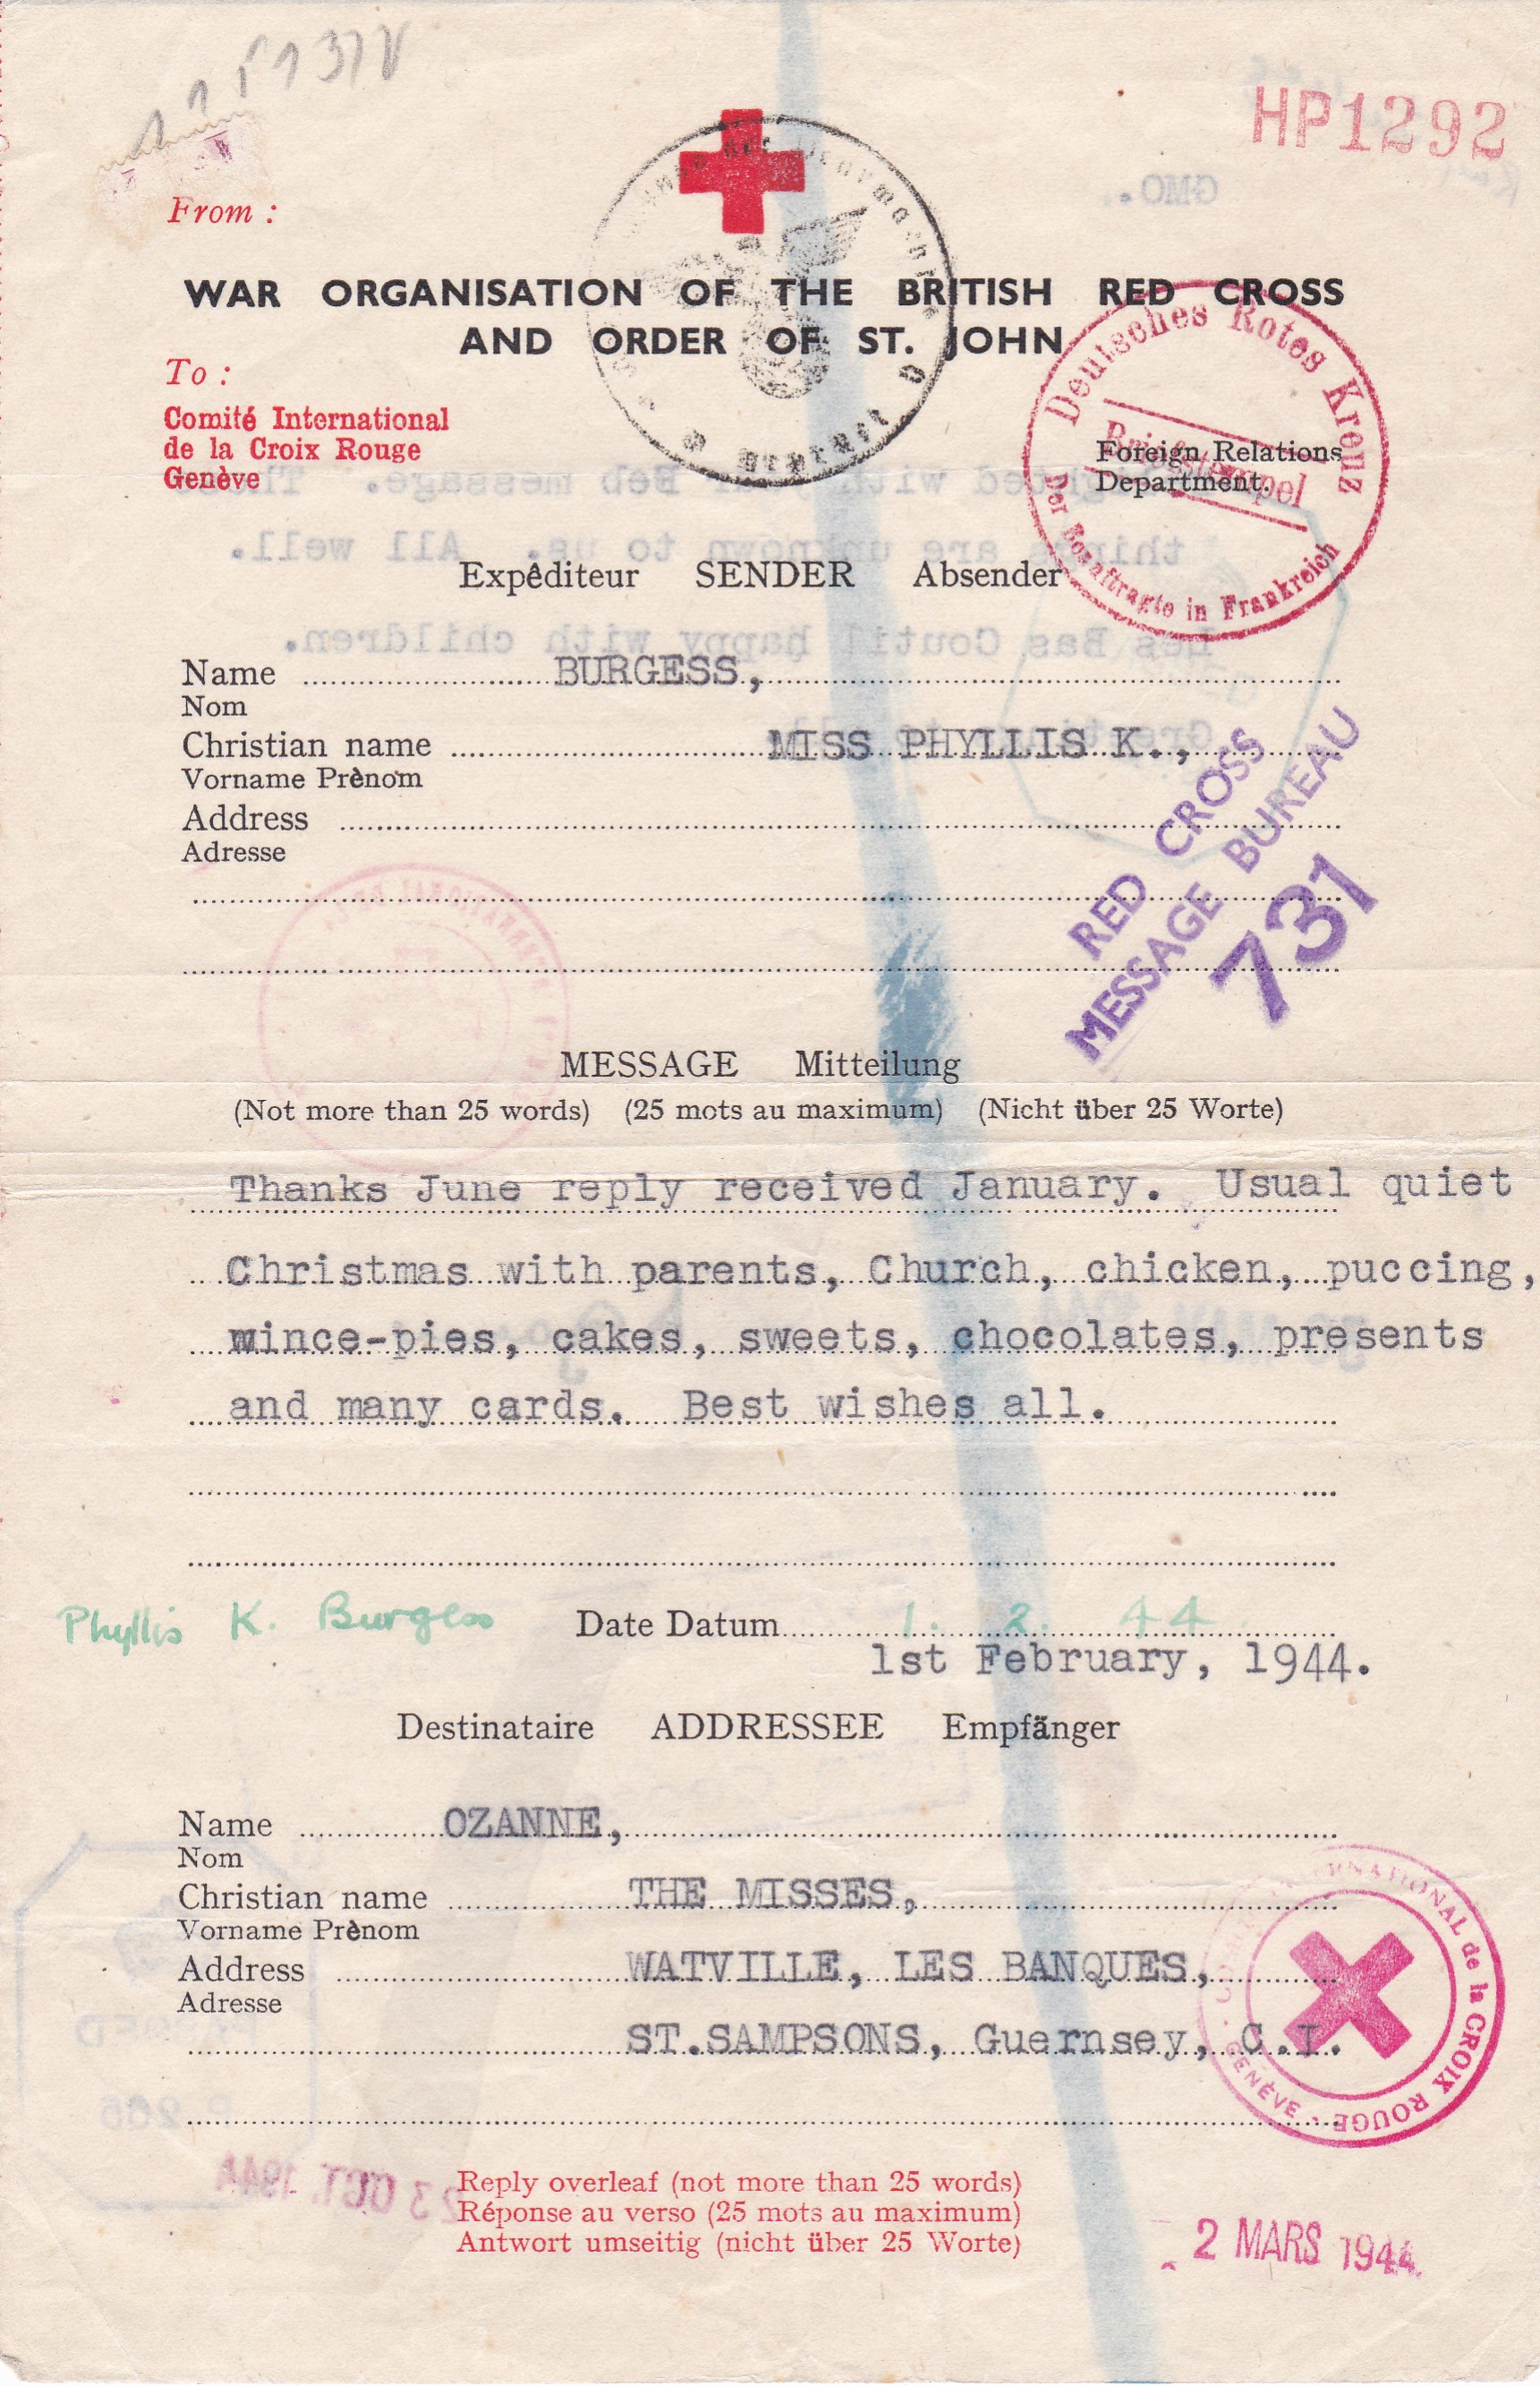 HP1292
From :
WAR ORGANISATION OF THE BRITISH RED CROSS
AND ORDER OF ST. JOHN
To :
Comité International
de la Croix Rouge
Genève
Deutsches Rotes Kreuz
Briefstempel
Der Beauftragte in Frankreich
Foreign Relations
Department.
Expéditeur SENDER Absender
Name BURGESS,
Nom
Christian name MISS PHYLLIS K.,
Vorname Prènom
Address
Adresse
RED CROSS
MESSAGE BUREAU
731
MESSAGE Mitteilung
(Not more than 25 words) (25 mots au maximum) (Nicht über 25 Worte)
Thanks June reply received January. Usual quiet
Christmas with parents, Church, chicken, puccing,
mince-pies, cakes, sweets, chocolates, presents
and many cards. Best wishes all.
Phyllis K. Burgess Date Datum 1. 2. 44
1st February, 1944.
Destinataire ADDRESSEE Empfänger
Name OZANNE,
Nom
Christian name THE MISSES,
Vorname Prènom
Address WATVILLE, LES BANQUES,
Adresse
ST.SAMPSONS, Guernsey, C.I.
INTERNATIONAL de la CROIX ROUGE · GENÈVE ·
23 OCT. 1944
Reply overleaf (not more than 25 words)
Réponse au verso (25 mots au maximum)
Antwort umseitig (nicht über 25 Worte)
2 MARS 1944